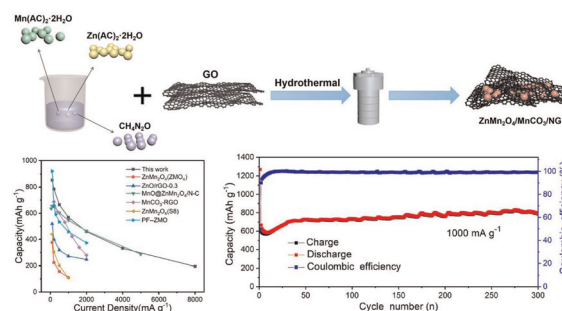 Mn(AC)₂·2H₂O
Zn(AC)₂·2H₂O
CH₄N₂O
+
GO
Hydrothermal
ZnMn₂O₄/MnCO₃/NG
1000
800
600
400
200
0
Capacity(mAh g⁻¹)
This work
ZnMn₂O₄(ZMO₄)
ZnO/rGO-0.3
MnO@ZnMn₂O₄/N-C
MnCO₃-RGO
ZnMn₂O₄(S6)
PF-ZMO
0 2000 4000 6000 8000
Current Density(mA g⁻¹)
1400
1200
1000
800
600
400
200
0
Capacity (mAh g⁻¹)
Charge
Discharge
Coulombic efficiency
1000 mA g⁻¹
100
80
60
40
20
0
0 50 100 150 200 250 300
Cycle number (n)